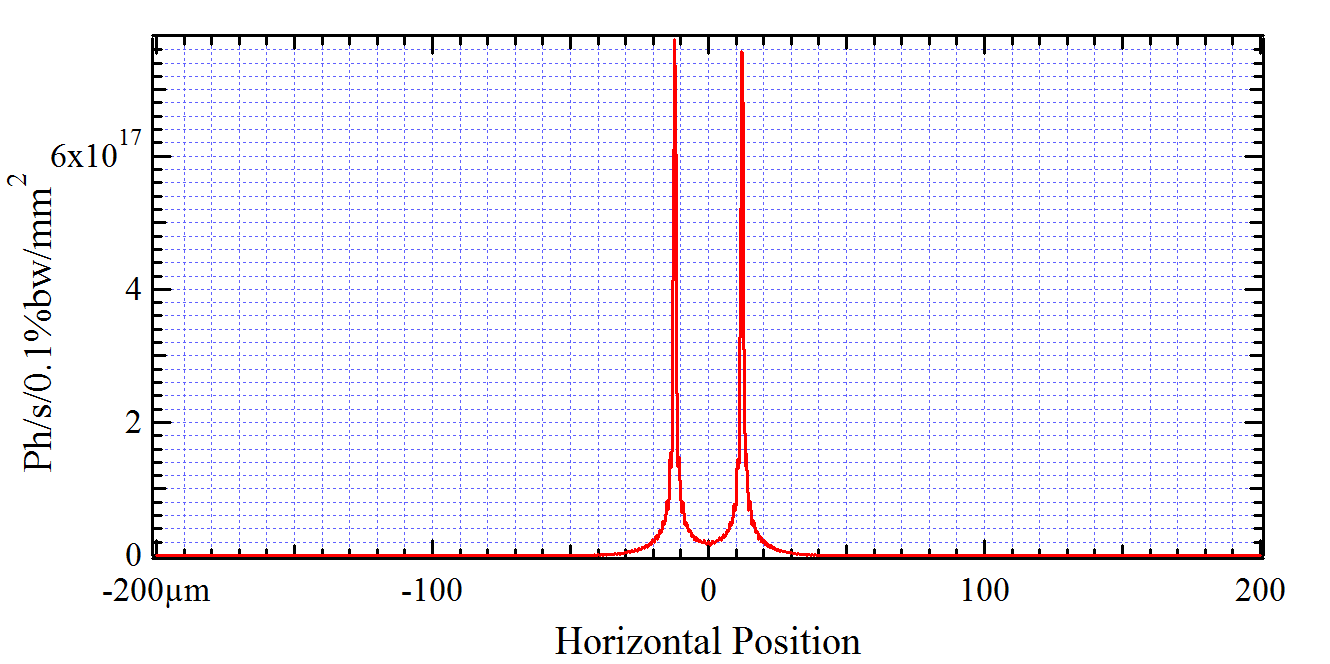 Ph/s/0.1%bw/mm²
6x10¹⁷
4
2
0
-200µm -100 0 100 200
Horizontal Position